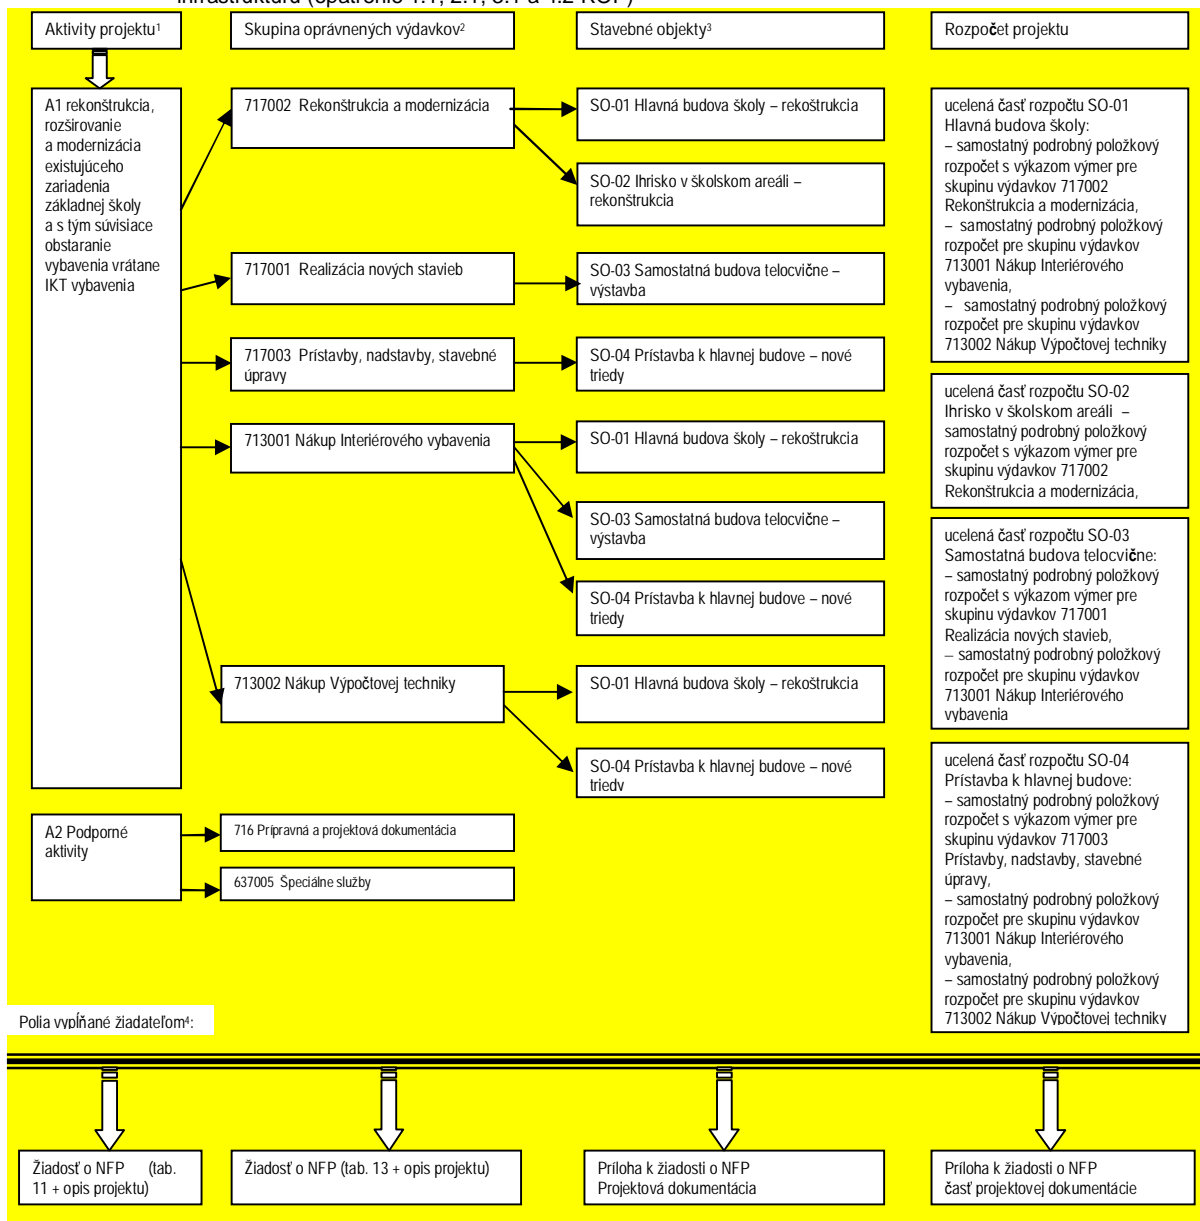 infraštruktúru (opatrenie 1.1, 2.1, 3.1 a 4.2 ROP)
Aktivity projektu1
Skupina oprávnených výdavkov2
Stavebné objekty3
Rozpočet projektu
A1 rekonštrukcia,
rozširovanie
a modernizácia
existujúceho
zariadenia
základnej školy
a s tým súvisiace
obstaranie
vybavenia vrátane
IKT vybavenia
717002 Rekonštrukcia a modernizácia
SO-01 Hlavná budova školy – rekoštrukcia
SO-02 Ihrisko v školskom areáli –
rekonštrukcia
717001 Realizácia nových stavieb
SO-03 Samostatná budova telocvične –
výstavba
717003 Prístavby, nadstavby, stavebné
úpravy
SO-04 Prístavba k hlavnej budove – nové
triedy
713001 Nákup Interiérového vybavenia
SO-01 Hlavná budova školy – rekoštrukcia
SO-03 Samostatná budova telocvične –
výstavba
SO-04 Prístavba k hlavnej budove – nové
triedy
713002 Nákup Výpočtovej techniky
SO-01 Hlavná budova školy – rekoštrukcia
SO-04 Prístavba k hlavnej budove – nové
triedy
ucelená časť rozpočtu SO-01
Hlavná budova školy:
– samostatný podrobný položkový
rozpočet s výkazom výmer pre
skupinu výdavkov 717002
Rekonštrukcia a modernizácia,
– samostatný podrobný položkový
rozpočet pre skupinu výdavkov
713001 Nákup Interiérového
vybavenia,
– samostatný podrobný položkový
rozpočet pre skupinu výdavkov
713002 Nákup Výpočtovej techniky
ucelená časť rozpočtu SO-02
Ihrisko v školskom areáli –
samostatný podrobný položkový
rozpočet s výkazom výmer pre
skupinu výdavkov 717002
Rekonštrukcia a modernizácia,
ucelená časť rozpočtu SO-03
Samostatná budova telocvične:
– samostatný podrobný položkový
rozpočet s výkazom výmer pre
skupinu výdavkov 717001
Realizácia nových stavieb,
– samostatný podrobný položkový
rozpočet pre skupinu výdavkov
713001 Nákup Interiérového
vybavenia
ucelená časť rozpočtu SO-04
Prístavba k hlavnej budove:
– samostatný podrobný položkový
rozpočet s výkazom výmer pre
skupinu výdavkov 717003
Prístavby, nadstavby, stavebné
úpravy,
– samostatný podrobný položkový
rozpočet pre skupinu výdavkov
713001 Nákup Interiérového
vybavenia,
– samostatný podrobný položkový
rozpočet pre skupinu výdavkov
713002 Nákup Výpočtovej techniky
A2 Podporné
aktivity
716 Prípravná a projektová dokumentácia
637005 Špeciálne služby
Polia vypĺňané žiadateľom4:
Žiadosť o NFP (tab.
11 + opis projektu)
Žiadosť o NFP (tab. 13 + opis projektu)
Príloha k žiadosti o NFP
Projektová dokumentácia
Príloha k žiadosti o NFP
časť projektovej dokumentácie